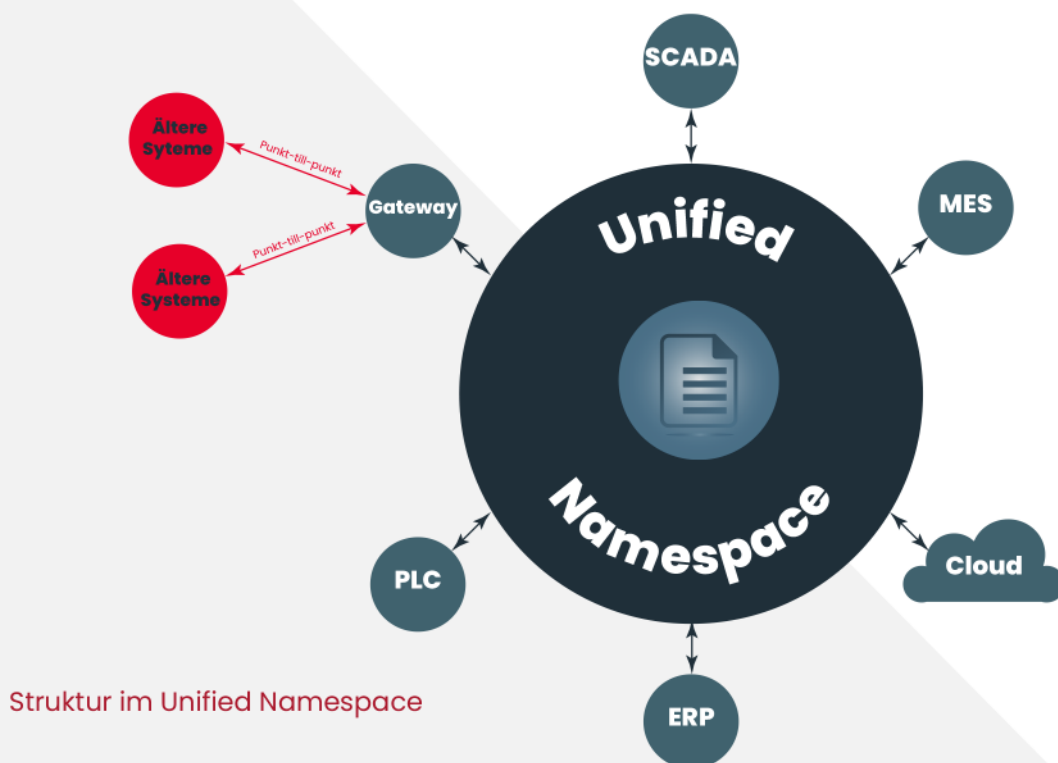 SCADA
Ältere
Syteme
Punkt-till-punkt
Gateway
MES
Unified
Punkt-till-punkt
Ältere
Systeme
Namespace
PLC
Cloud
Struktur im Unified Namespace
ERP